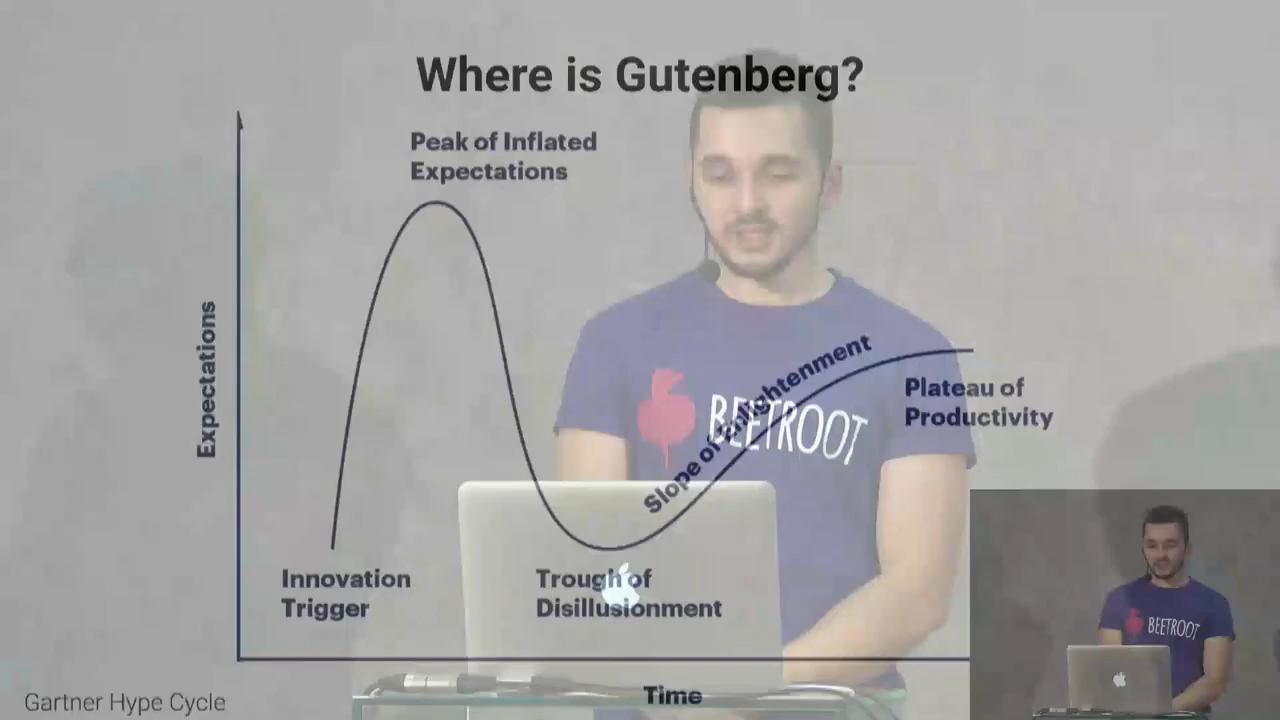 Where is Gutenberg?
Peak of Inflated
Expectations
Expectations
Slope of Enlightenment
Plateau of
Productivity
BEETROOT
Innovation
Trigger
Trough of
Disillusionment
BEETROOT
Time
Gartner Hype Cycle